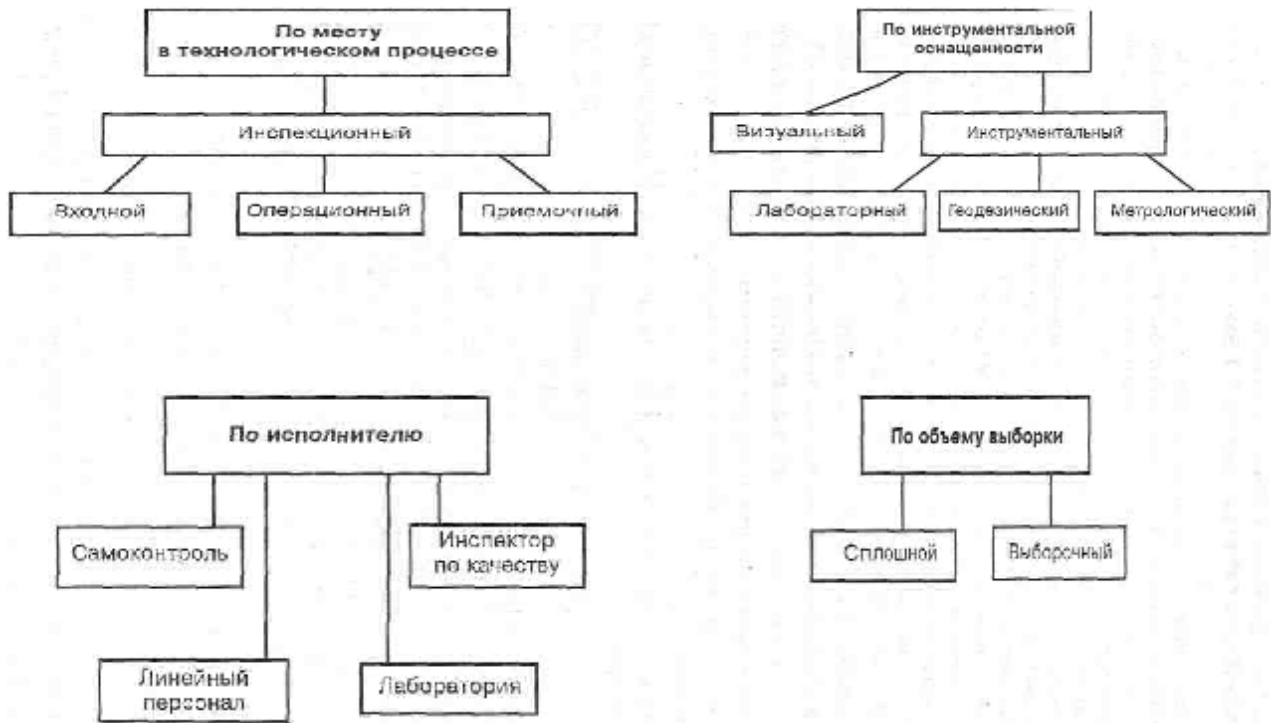 По месту
в технологическом процессе
Инспекционный
Входной
Операционный
Приемочный
По инструментальной
оснащенности
Визуальный
Инструментальный
Лабораторный
Геодезический
Метрологический
По исполнителю
Самоконтроль
Инспектор
по качеству
Линейный
персонал
Лаборатория
По объему выборки
Сплошной
Выборочный